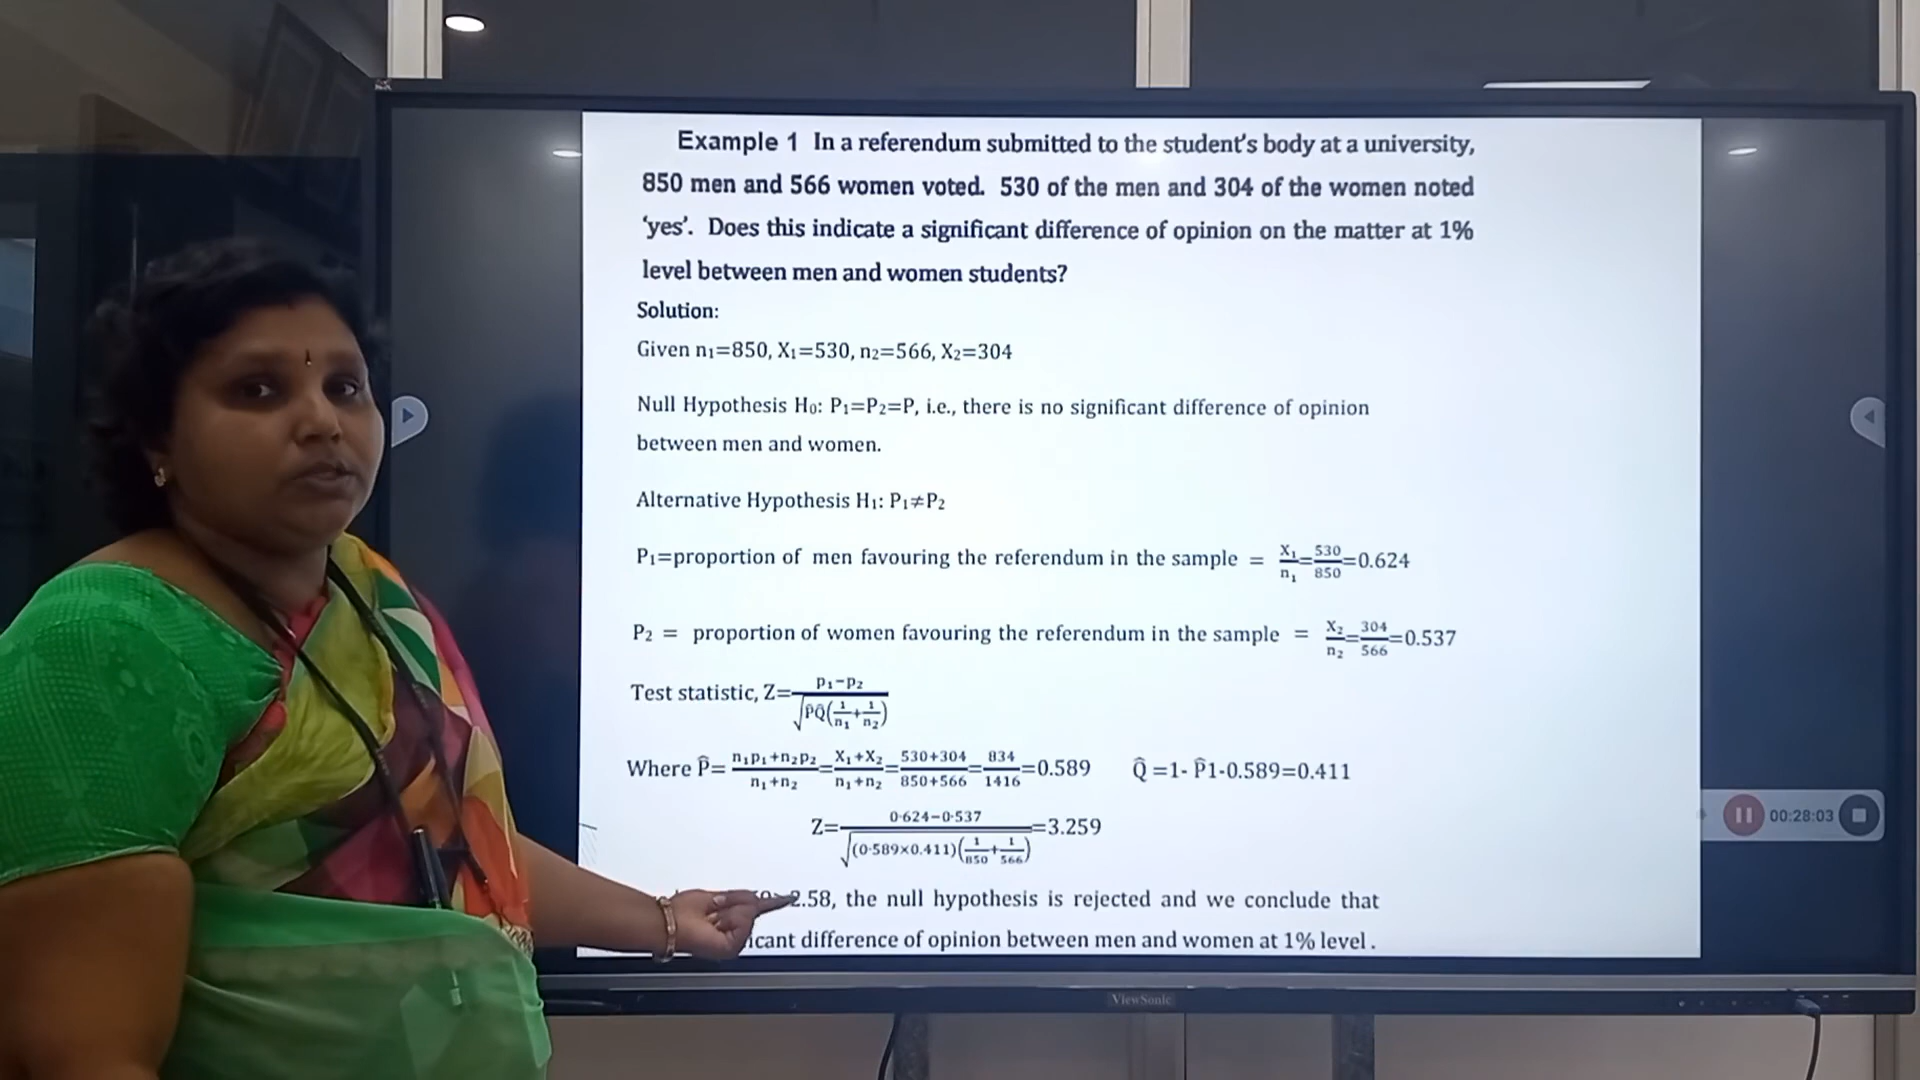 Example 1 In a referendum submitted to the student's body at a university,
850 men and 566 women voted. 530 of the men and 304 of the women noted
'yes'. Does this indicate a significant difference of opinion on the matter at 1%
level between men and women students?
Solution:
Given n₁=850, X₁=530, n₂=566, X₂=304
Null Hypothesis H₀: P₁=P₂=P, i.e., there is no significant difference of opinion
between men and women.
Alternative Hypothesis H₁: P₁≠P₂
P₁=proportion of men favouring the referendum in the sample = X₁/n₁=530/850=0.624
P₂ = proportion of women favouring the referendum in the sample = X₂/n₂=304/566=0.537
Test statistic, Z=p₁−p₂/√P̂Q̂(1/n₁+1/n₂)
Where P̂=n₁p₁+n₂p₂/n₁+n₂=X₁+X₂/n₁+n₂=530+304/850+566=834/1416=0.589 Q̂ =1- P̂1-0.589=0.411
Z=0·624−0·537/√(0·589×0.411)(1/850+1/566)=3.259
2.58, the null hypothesis is rejected and we conclude that
difference of opinion between men and women at 1% level.
00:28:03
ViewSonic